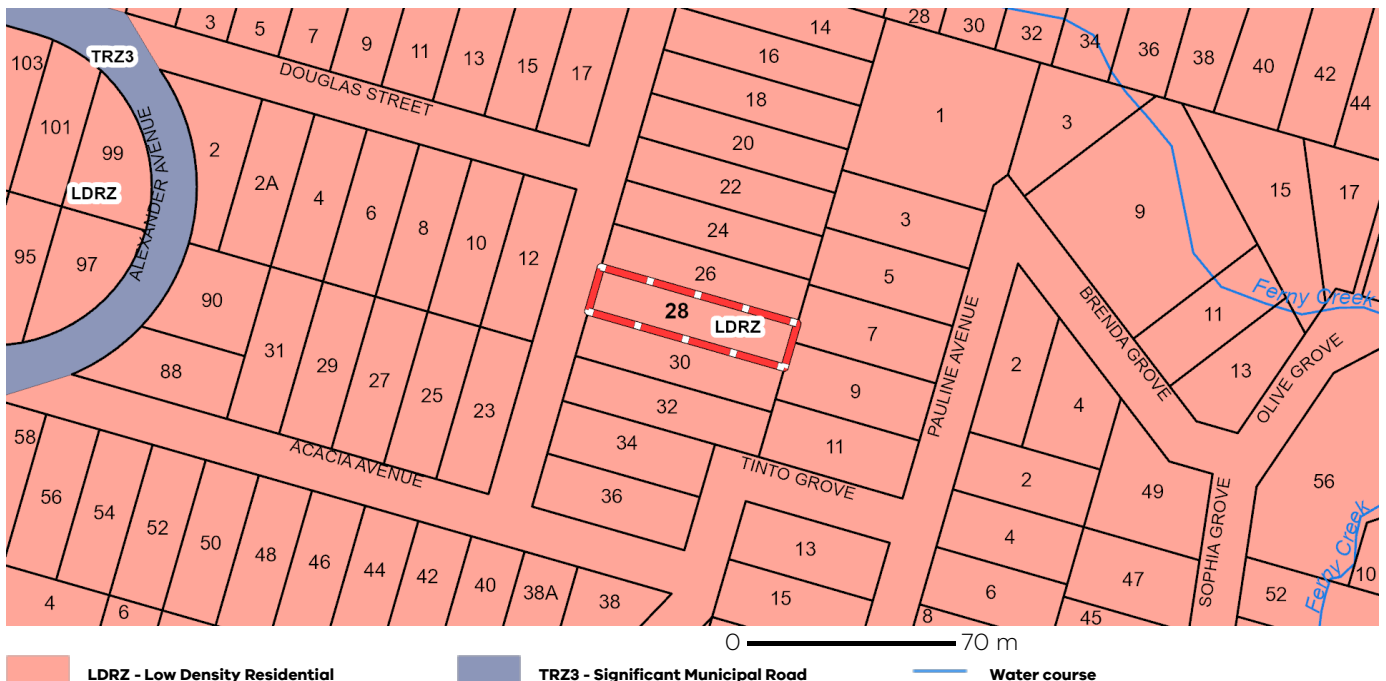 3 5 7 9 11 13 15 17
14
28 30 32 34 36 38 40 42 44
TRZ3
103
101
99
16
18
20
22
24
26
DOUGLAS STREET
ALEXANDER AVENUE
LDRZ
95
97
2 2A 4 6 8 10 12
1
3
3
5
7
9
11
9
15
17
11
13
Ferny Creek
90
88
31 29 27 25 23
28
LDRZ
30
32
34
36
PAULINE AVENUE
BRENDA GROVE
OLIVE GROVE
2
4
2
4
6
8
49
47
45
56
52
10
Ferny Creek
SOPHIA GROVE
ACACIA AVENUE
TINTO GROVE
58
56 54 52 50 48 46 44 42 40 38A 38
4
6
13
15
0 70 m
LDRZ - Low Density Residential TRZ3 - Significant Municipal Road Water course